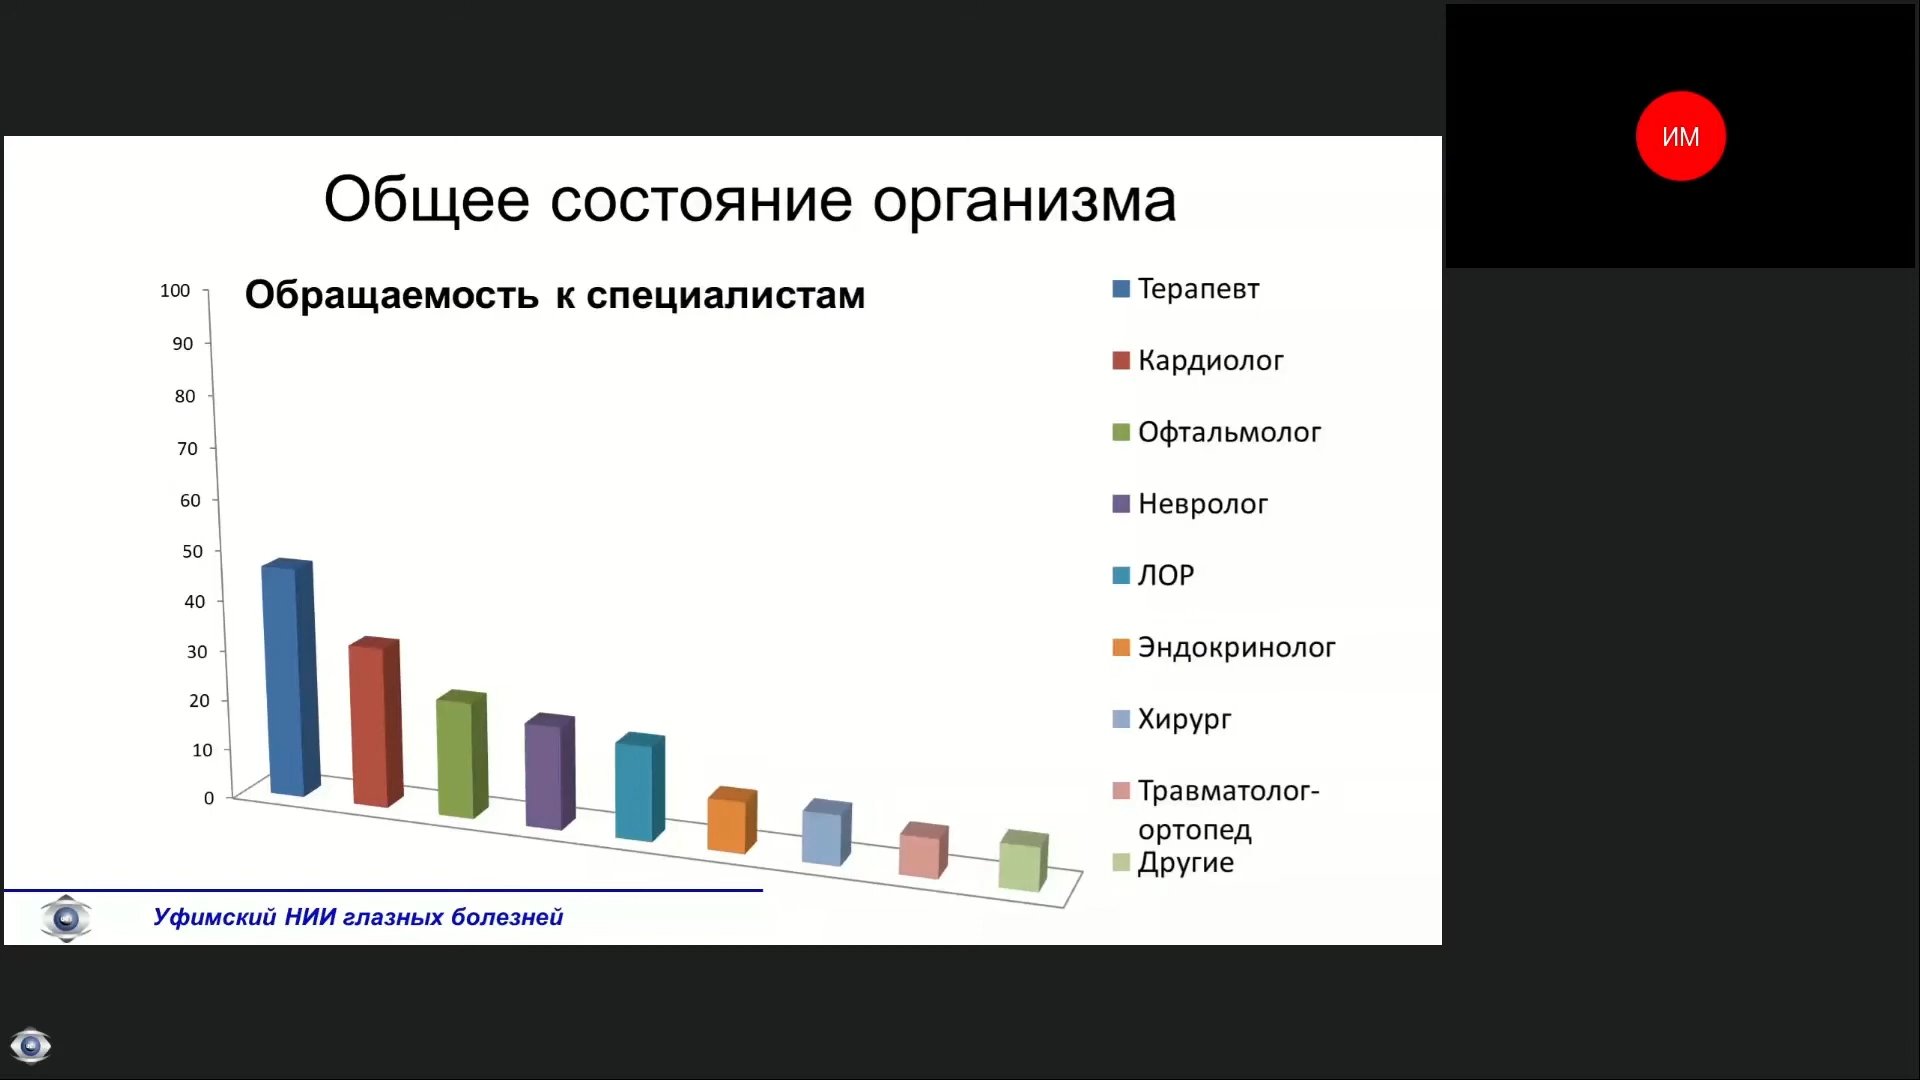 ИМ
Общее состояние организма
Обращаемость к специалистам
100
90
80
70
60
50
40
30
20
10
0
Терапевт
Кардиолог
Офтальмолог
Невролог
ЛОР
Эндокринолог
Хирург
Травматолог-
ортопед
Другие
Уфимский НИИ глазных болезней